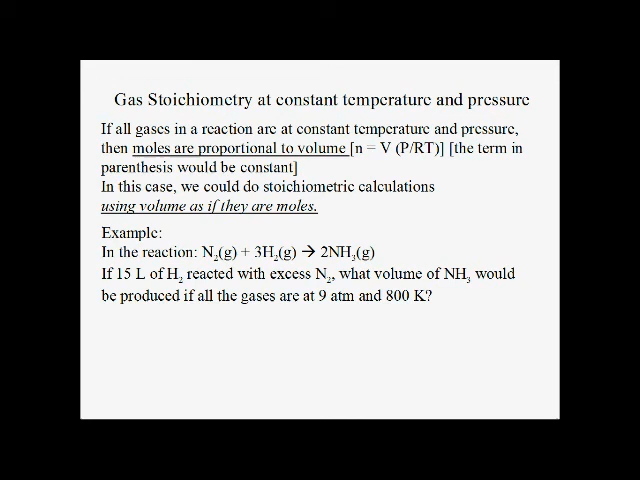 Gas Stoichiometry at constant temperature and pressure
If all gases in a reaction are at constant temperature and pressure,
then moles are proportional to volume [n = V (P/RT)] [the term in
parenthesis would be constant]
In this case, we could do stoichiometric calculations
using volume as if they are moles.
Example:
In the reaction: N₂(g) + 3H₂(g) → 2NH₃(g)
If 15 L of H₂ reacted with excess N₂, what volume of NH₃ would
be produced if all the gases are at 9 atm and 800 K?